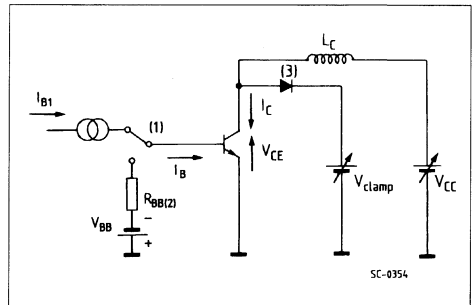 L_C
(3)
I_B1
(1)
I_C
V_CE
I_B
V_clamp
V_CC
R_BB(2)
V_BB
−
+
SC-0354